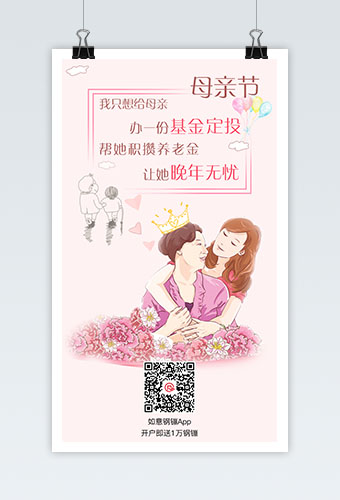 母亲节
我只想给母亲
办一份基金定投
帮她积攒养老金
让她晚年无忧
如意钢镚App
开户即送1万钢镚